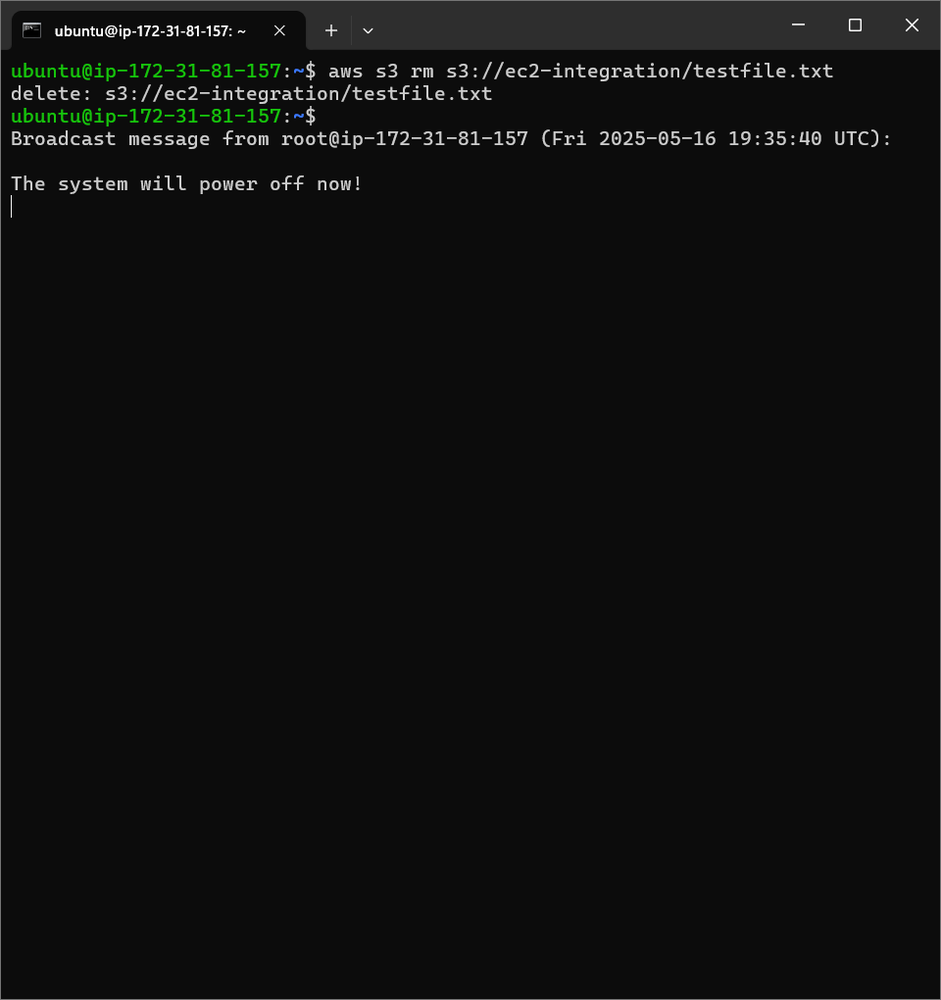 ubuntu@ip-172-31-81-157: ~
ubuntu@ip-172-31-81-157:~$ aws s3 rm s3://ec2-integration/testfile.txt
delete: s3://ec2-integration/testfile.txt
ubuntu@ip-172-31-81-157:~$
Broadcast message from root@ip-172-31-81-157 (Fri 2025-05-16 19:35:40 UTC):
The system will power off now!